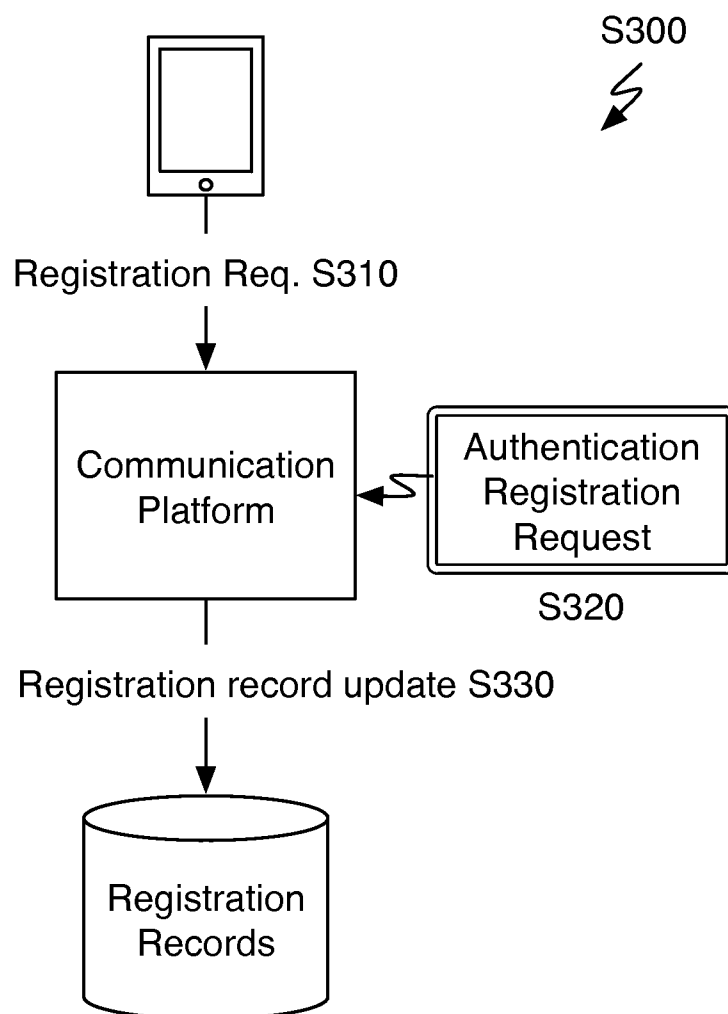 S300
Registration Req. S310
Communication
Platform
Authentication
Registration
Request
S320
Registration record update S330
Registration
Records